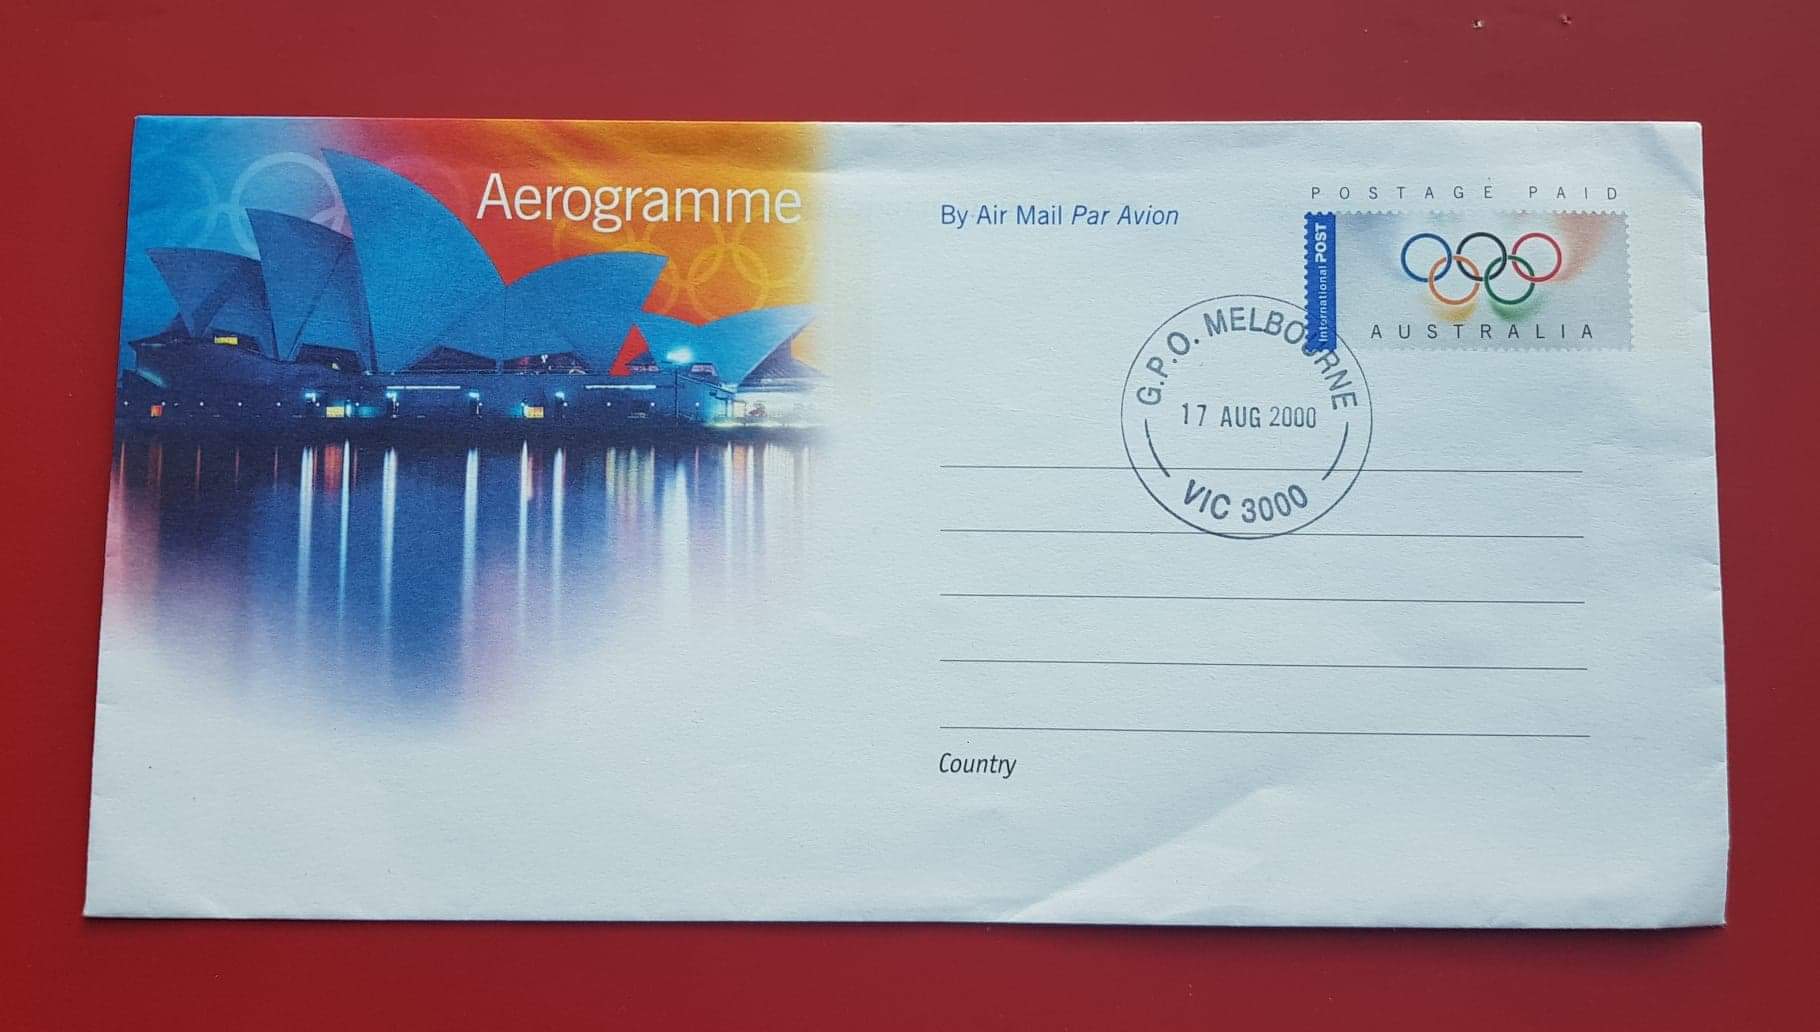 Aerogramme
By Air Mail Par Avion
POSTAGE PAID
International POST
AUSTRALIA
G.P.O. MELBOURNE
17 AUG 2000
VIC 3000
Country